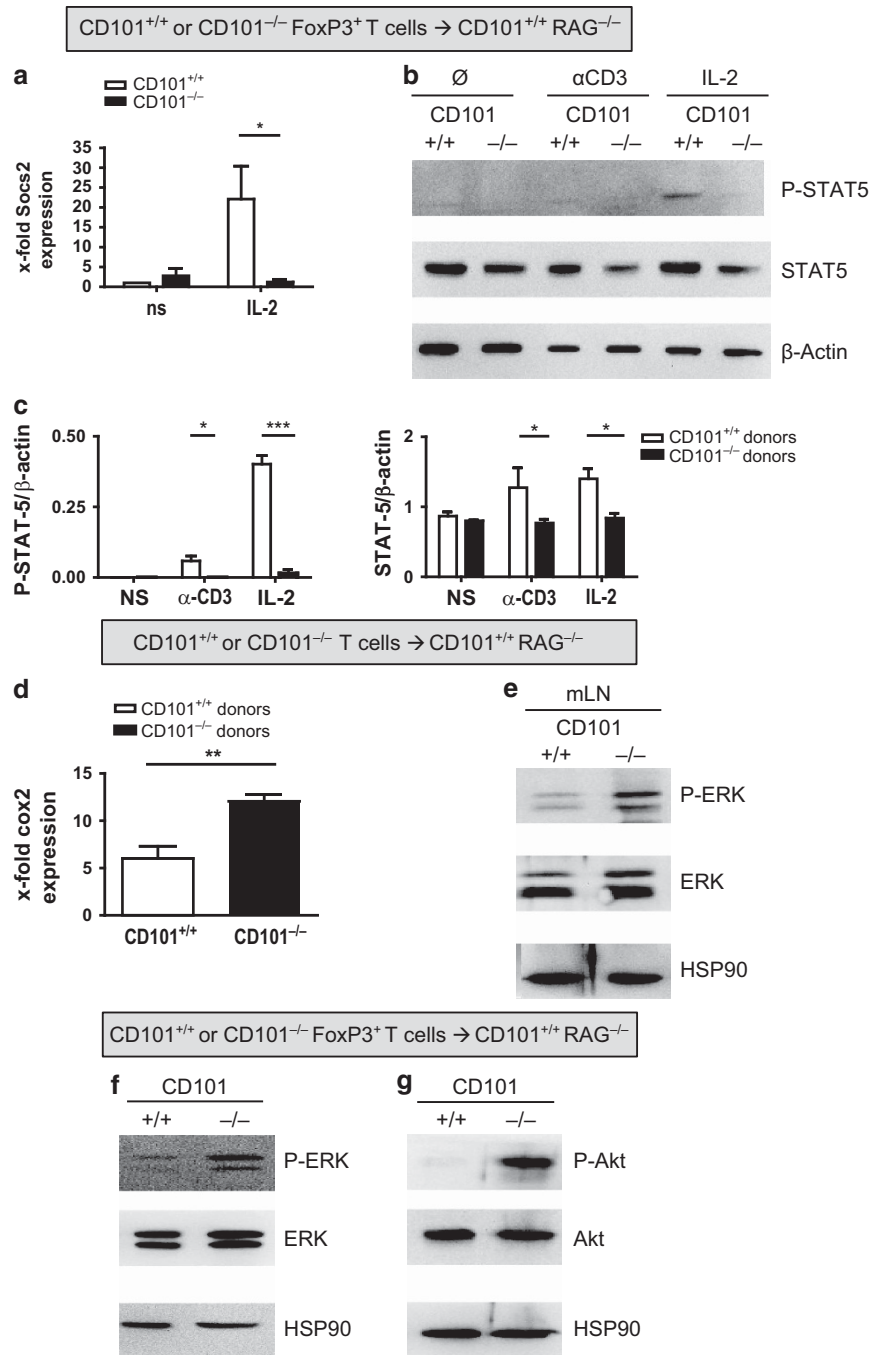 CD101+/+ or CD101–/– FoxP3+ T cells → CD101+/+ RAG–/–
a
CD101+/+
CD101–/–
*
x-fold Socs2
expression
35
30
25
20
15
10
5
0
ns
IL-2
b
Ø
αCD3
IL-2
CD101
CD101
CD101
+/+
–/–
+/+
–/–
+/+
–/–
P-STAT5
STAT5
β-Actin
c
P-STAT-5/β-actin
0.50
0.25
0.00
*
***
NS
α-CD3
IL-2
STAT-5/β-actin
2
1
0
*
*
NS
α-CD3
IL-2
CD101+/+ donors
CD101–/– donors
CD101+/+ or CD101–/– T cells → CD101+/+ RAG–/–
d
CD101+/+ donors
CD101–/– donors
**
x-fold cox2
expression
15
10
5
0
CD101+/+
CD101–/–
e
mLN
CD101
+/+
–/–
P-ERK
ERK
HSP90
CD101+/+ or CD101–/– FoxP3+ T cells → CD101+/+ RAG–/–
f
CD101
+/+
–/–
P-ERK
ERK
HSP90
g
CD101
+/+
–/–
P-Akt
Akt
HSP90